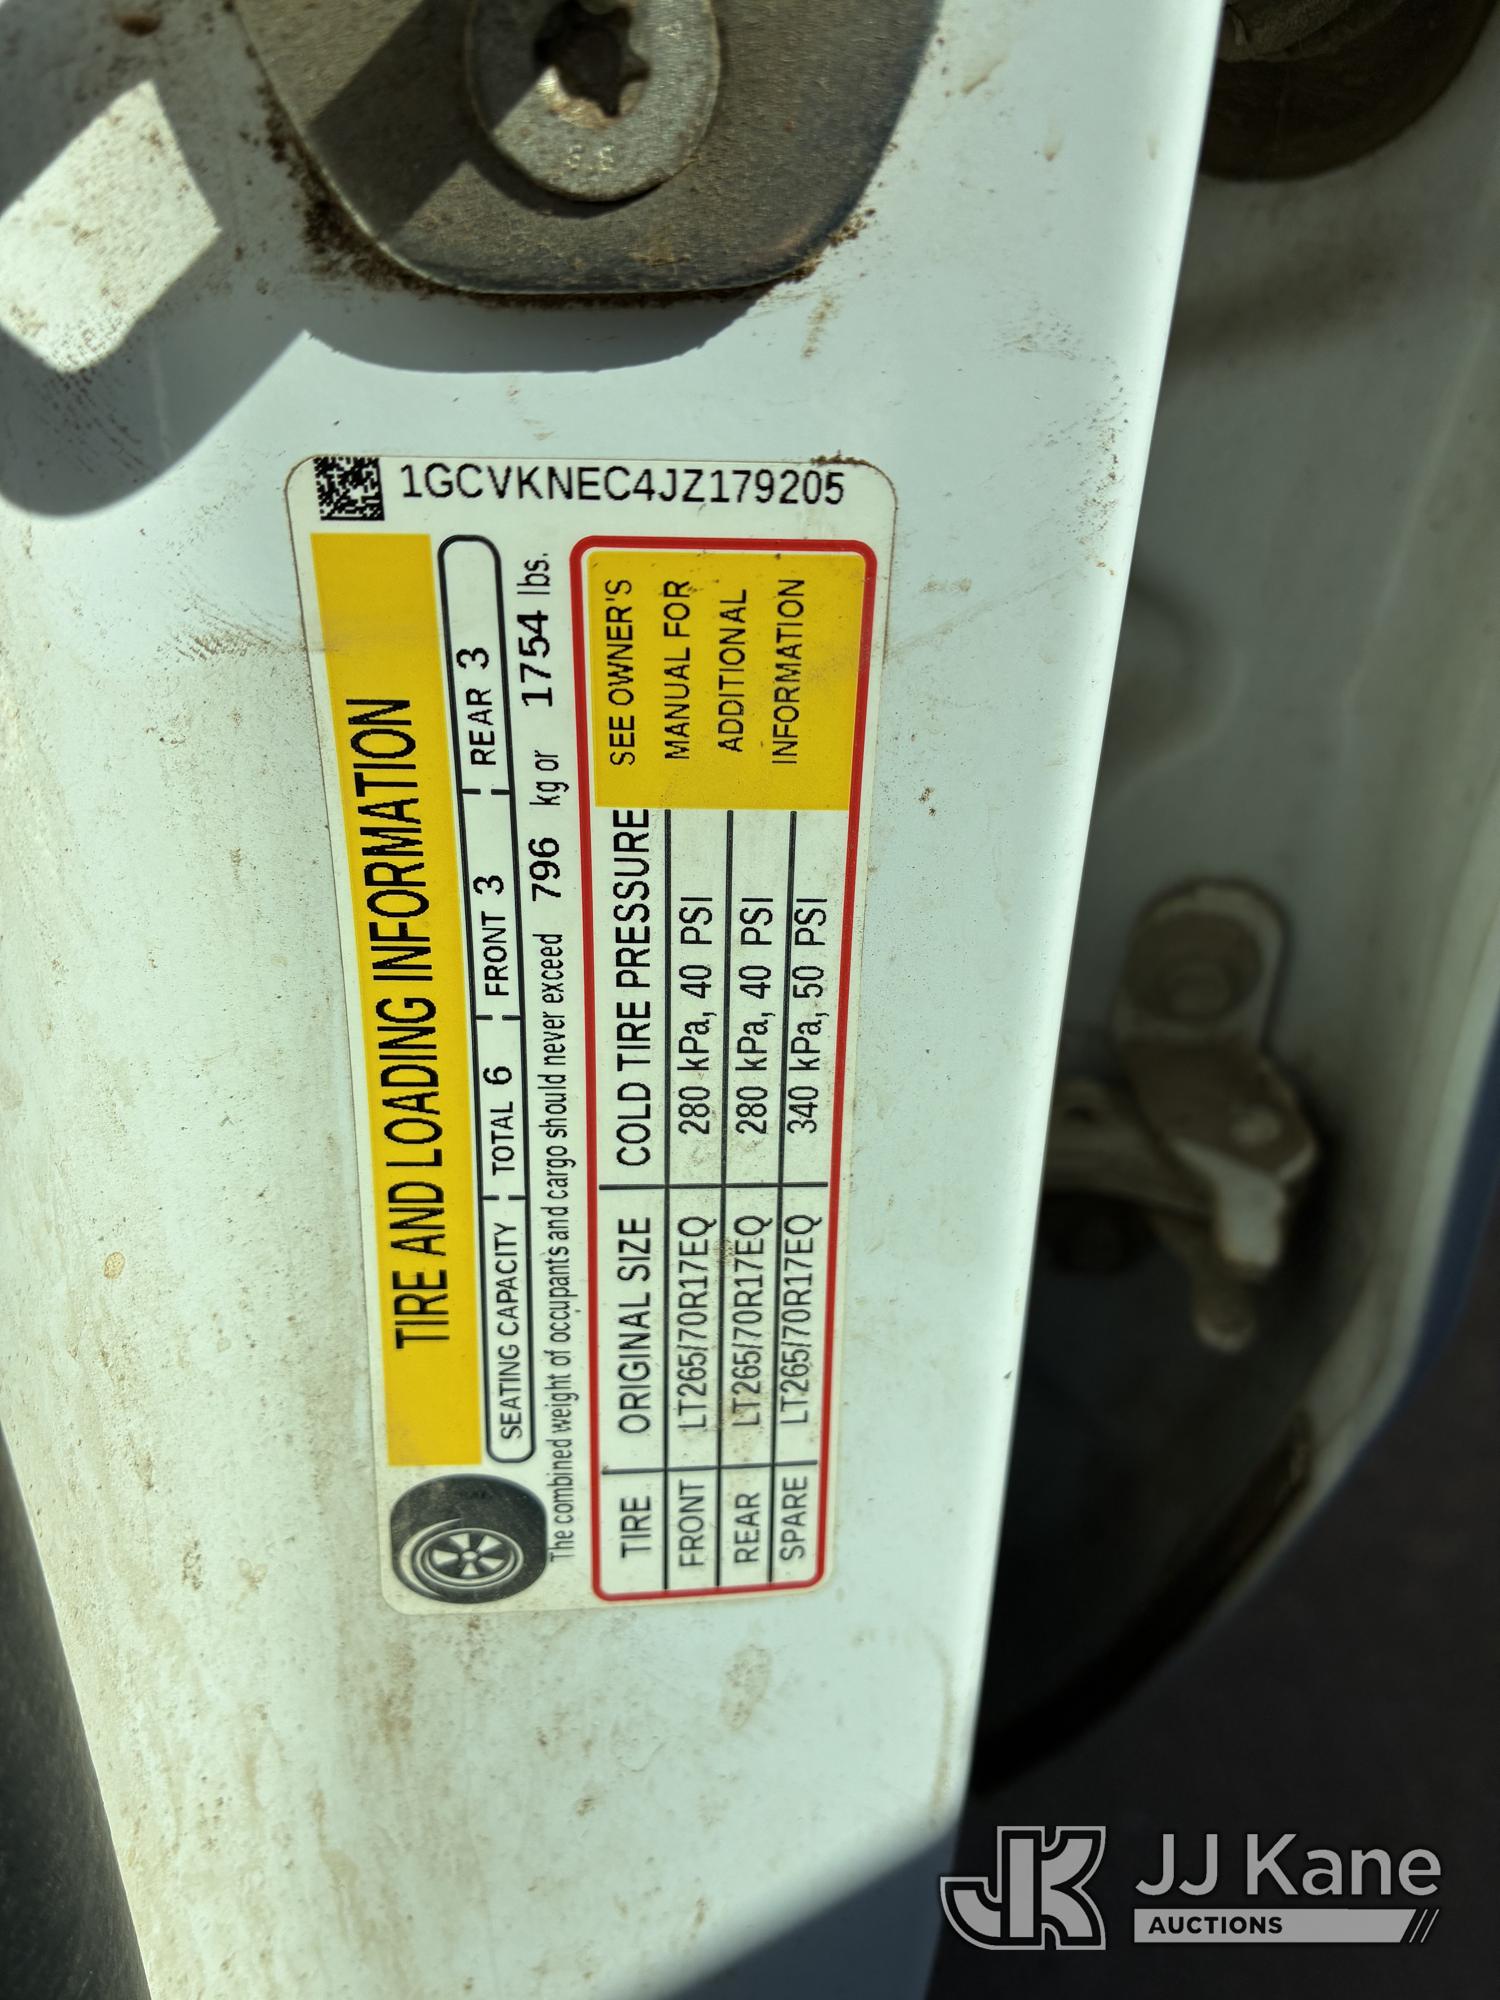 1GCVKNEC4JZ179205
TIRE AND LOADING INFORMATION
SEATING CAPACITY TOTAL 6 FRONT 3 REAR 3
The combined weight of occupants and cargo should never exceed 796 kg or 1754 lbs.
TIRE ORIGINAL SIZE COLD TIRE PRESSURE
FRONT LT265/70R17EQ 280 kPa, 40 PSI
REAR LT265/70R17EQ 280 kPa, 40 PSI
SPARE LT265/70R17EQ 340 kPa, 50 PSI
SEE OWNER'S
MANUAL FOR
ADDITIONAL
INFORMATION
JK JJ Kane
AUCTIONS